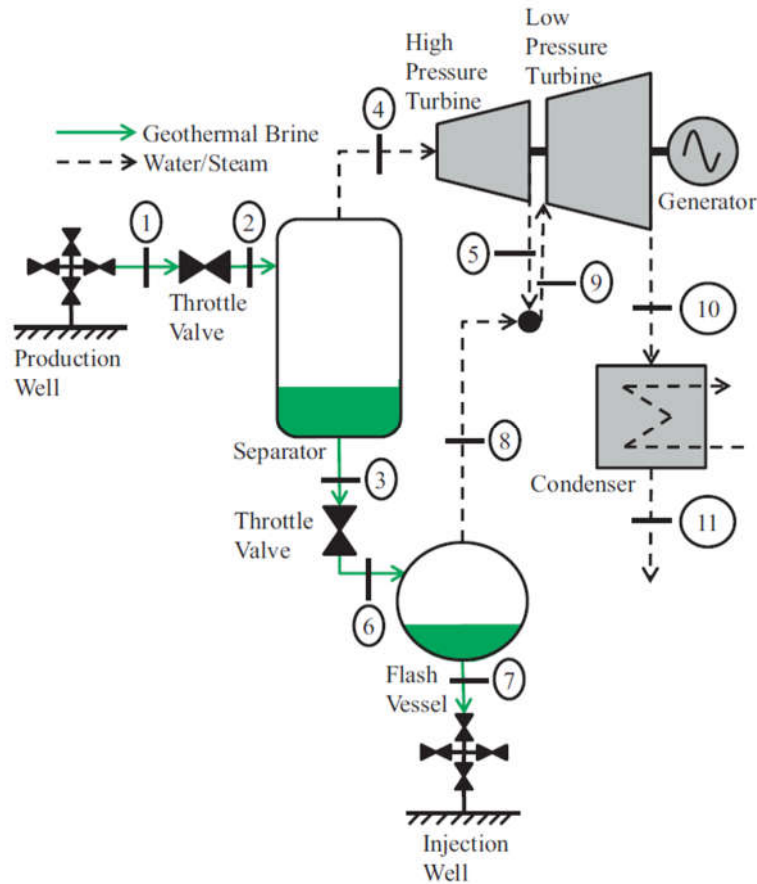 Low
Pressure
Turbine
High
Pressure
Turbine
4
Geothermal Brine
Water/Steam
Generator
1
2
5
9
Throttle
Valve
10
Production
Well
8
Separator
3
Condenser
Throttle
Valve
11
6
Flash
Vessel
7
Injection
Well